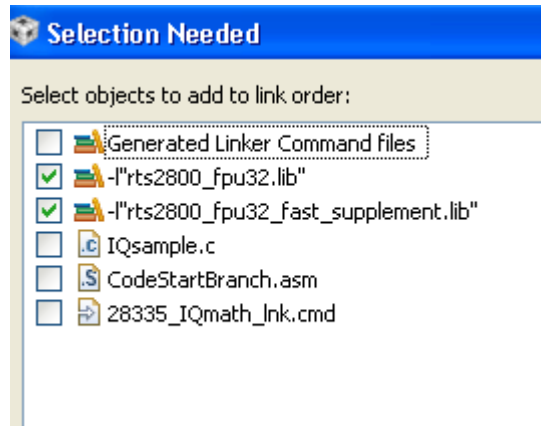 Selection Needed
Select objects to add to link order:
Generated Linker Command files
-l"rts2800_fpu32.lib"
-l"rts2800_fpu32_fast_supplement.lib"
.c IQsample.c
.S CodeStartBranch.asm
28335_IQmath_lnk.cmd